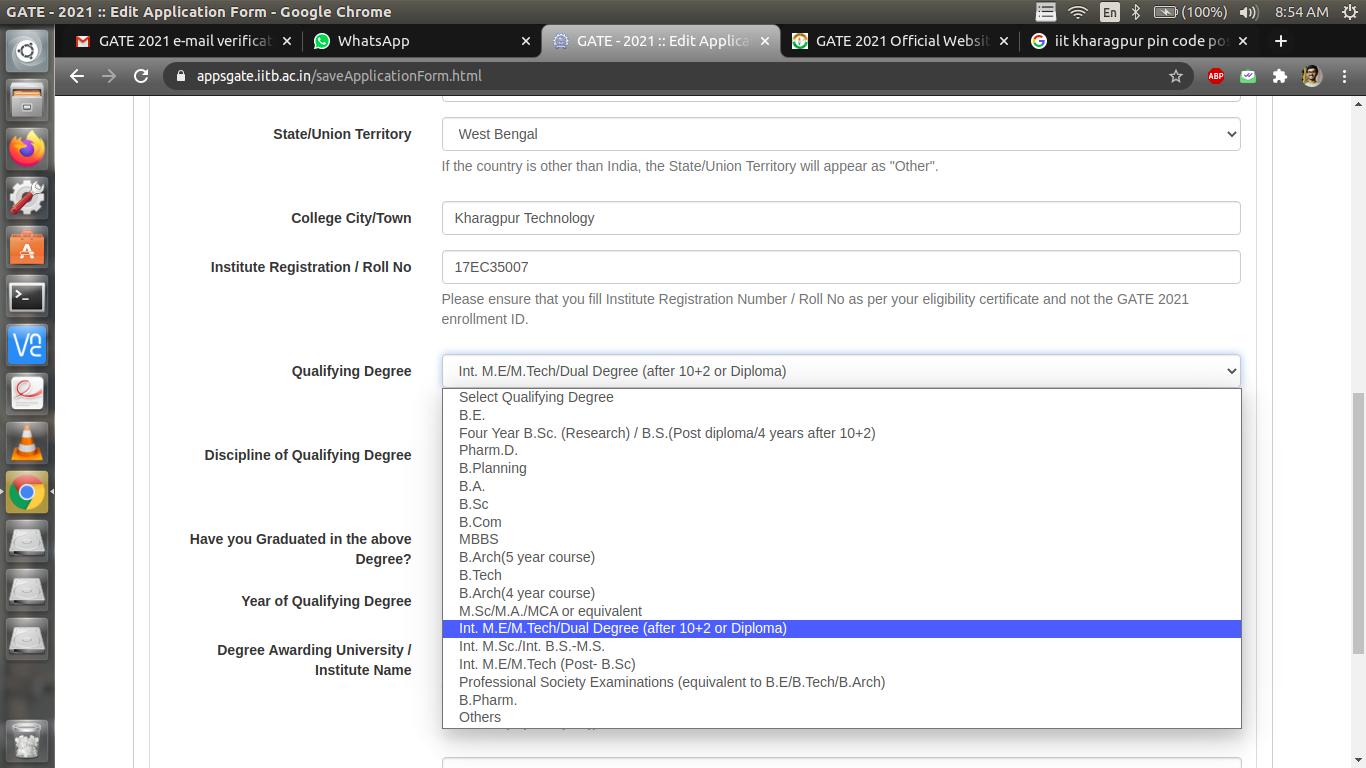 GATE - 2021 :: Edit Application Form - Google Chrome
En
(100%)
8:54 AM
GATE 2021 e-mail verificat
WhatsApp
GATE - 2021 :: Edit Applica
GATE 2021 Official Websit
iit kharagpur pin code po
appsgate.iitb.ac.in/saveApplicationForm.html
ABP
State/Union Territory
West Bengal
If the country is other than India, the State/Union Territory will appear as "Other".
College City/Town
Kharagpur Technology
Institute Registration / Roll No
17EC35007
Please ensure that you fill Institute Registration Number / Roll No as per your eligibility certificate and not the GATE 2021
enrollment ID.
Qualifying Degree
Int. M.E/M.Tech/Dual Degree (after 10+2 or Diploma)
Select Qualifying Degree
B.E.
Four Year B.Sc. (Research) / B.S.(Post diploma/4 years after 10+2)
Pharm.D.
B.Planning
B.A.
B.Sc
B.Com
MBBS
B.Arch(5 year course)
B.Tech
B.Arch(4 year course)
M.Sc/M.A./MCA or equivalent
Int. M.E/M.Tech/Dual Degree (after 10+2 or Diploma)
Int. M.Sc./Int. B.S.-M.S.
Int. M.E/M.Tech (Post- B.Sc)
Professional Society Examinations (equivalent to B.E/B.Tech/B.Arch)
B.Pharm.
Others
Discipline of Qualifying Degree
Have you Graduated in the above
Degree?
Year of Qualifying Degree
Degree Awarding University /
Institute Name